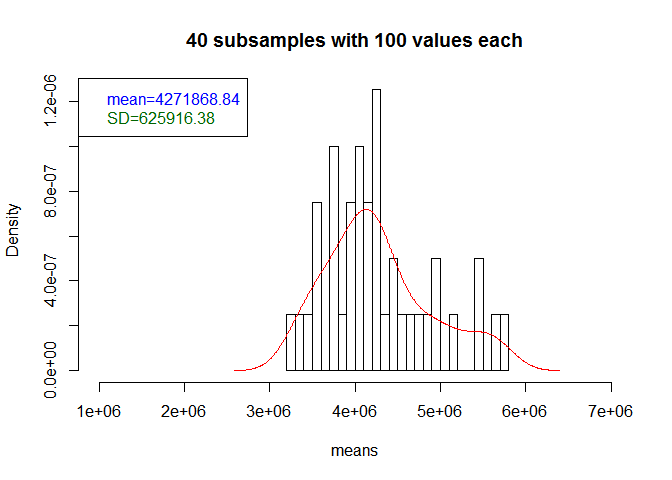 40 subsamples with 100 values each
mean=4271868.84
SD=625916.38
Density
1.2e-06
8.0e-07
4.0e-07
0.0e+00
1e+06 2e+06 3e+06 4e+06 5e+06 6e+06 7e+06
means